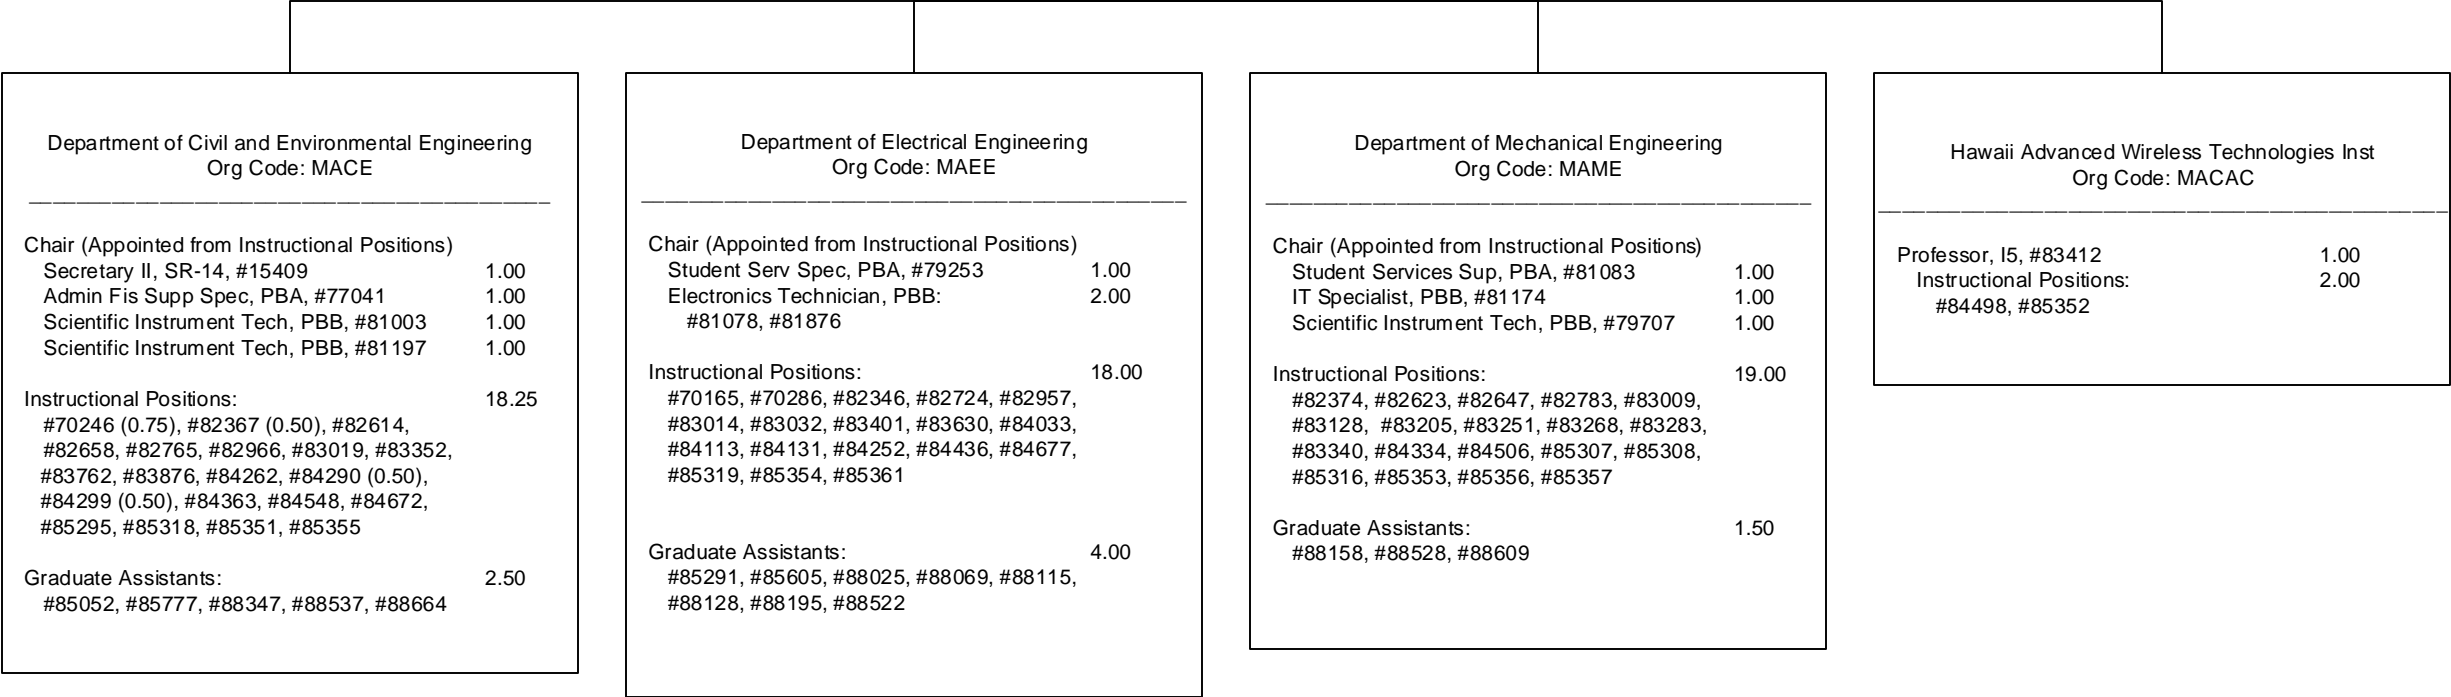 Department of Civil and Environmental Engineering
Org Code: MACE
Chair (Appointed from Instructional Positions)
Secretary II, SR-14, #15409 1.00
Admin Fis Supp Spec, PBA, #77041 1.00
Scientific Instrument Tech, PBB, #81003 1.00
Scientific Instrument Tech, PBB, #81197 1.00
Instructional Positions: 18.25
#70246 (0.75), #82367 (0.50), #82614,
#82658, #82765, #82966, #83019, #83352,
#83762, #83876, #84262, #84290 (0.50),
#84299 (0.50), #84363, #84548, #84672,
#85295, #85318, #85351, #85355
Graduate Assistants: 2.50
#85052, #85777, #88347, #88537, #88664
Department of Electrical Engineering
Org Code: MAEE
Chair (Appointed from Instructional Positions)
Student Serv Spec, PBA, #79253 1.00
Electronics Technician, PBB: 2.00
#81078, #81876
Instructional Positions: 18.00
#70165, #70286, #82346, #82724, #82957,
#83014, #83032, #83401, #83630, #84033,
#84113, #84131, #84252, #84436, #84677,
#85319, #85354, #85361
Graduate Assistants: 4.00
#85291, #85605, #88025, #88069, #88115,
#88128, #88195, #88522
Department of Mechanical Engineering
Org Code: MAME
Chair (Appointed from Instructional Positions)
Student Services Sup, PBA, #81083 1.00
IT Specialist, PBB, #81174 1.00
Scientific Instrument Tech, PBB, #79707 1.00
Instructional Positions: 19.00
#82374, #82623, #82647, #82783, #83009,
#83128, #83205, #83251, #83268, #83283,
#83340, #84334, #84506, #85307, #85308,
#85316, #85353, #85356, #85357
Graduate Assistants: 1.50
#88158, #88528, #88609
Hawaii Advanced Wireless Technologies Inst
Org Code: MACAC
Professor, I5, #83412 1.00
Instructional Positions: 2.00
#84498, #85352